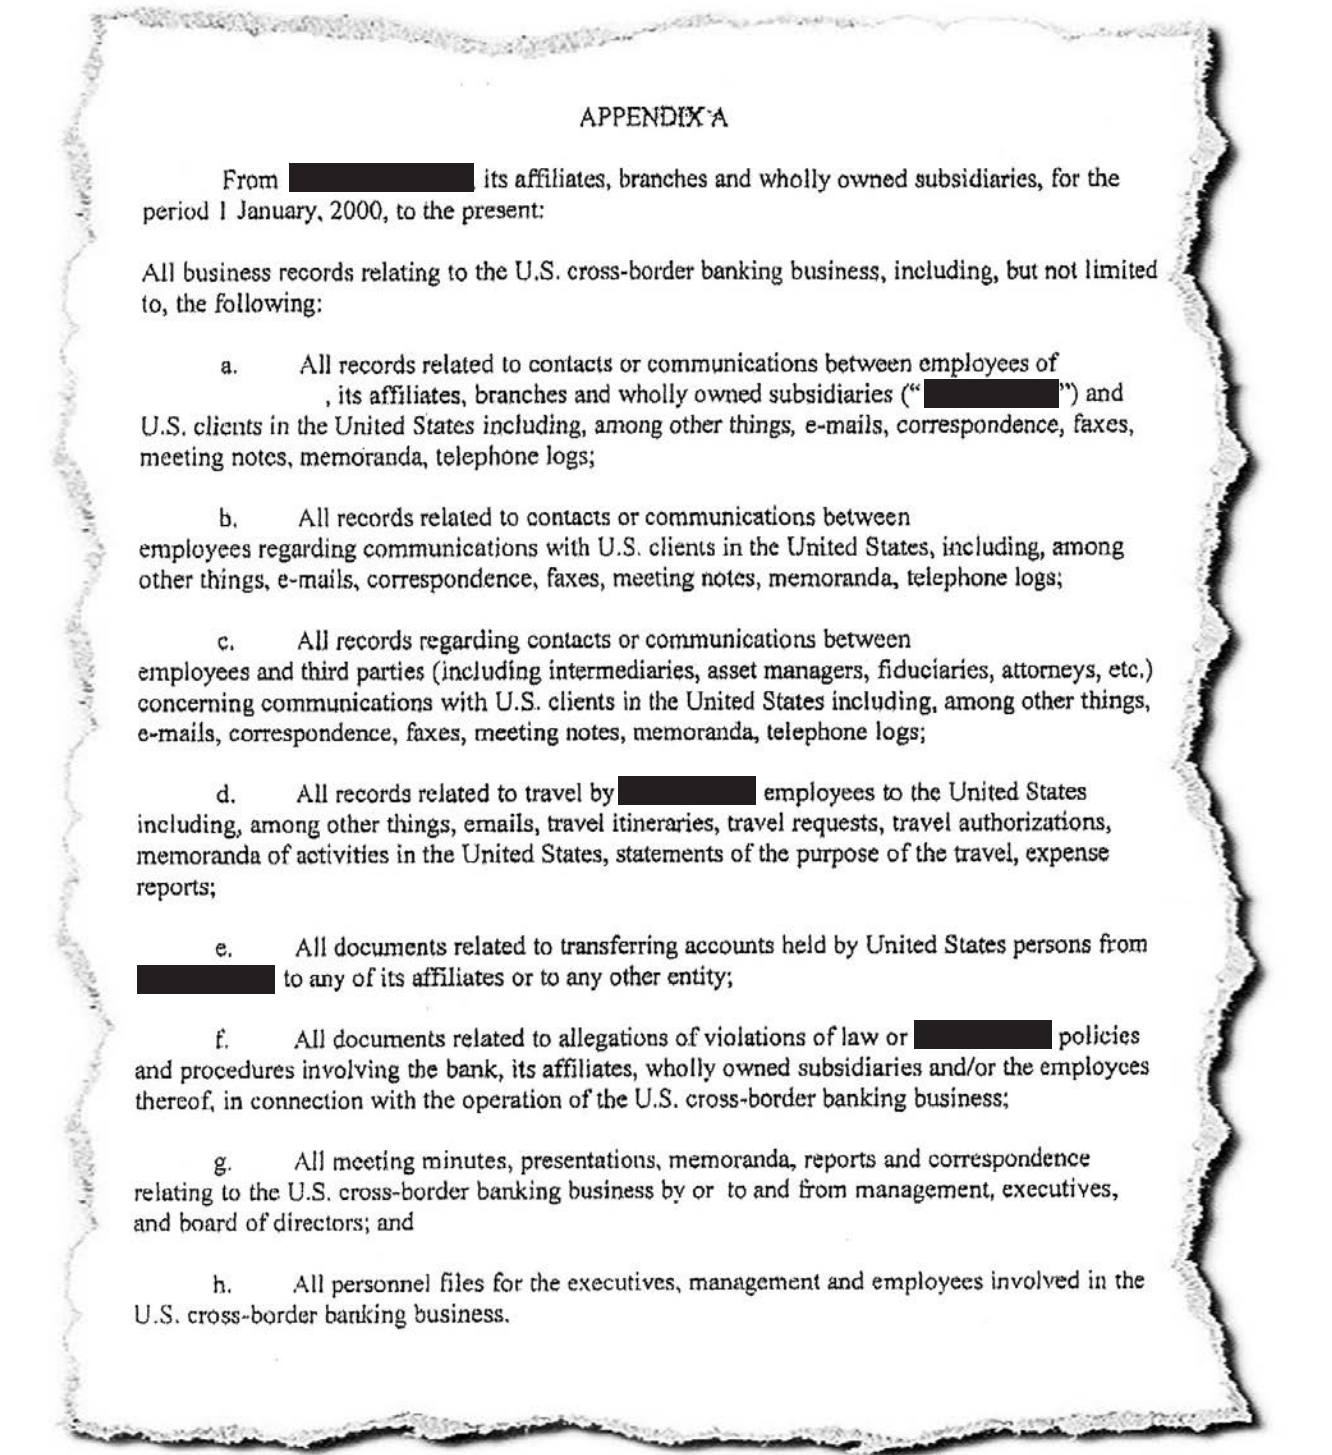 APPENDIX A
From its affiliates, branches and wholly owned subsidiaries, for the
period 1 January, 2000, to the present:
All business records relating to the U.S. cross-border banking business, including, but not limited
to, the following:
a. All records related to contacts or communications between employees of
, its affiliates, branches and wholly owned subsidiaries (“ ”) and
U.S. clients in the United States including, among other things, e-mails, correspondence, faxes,
meeting notes, memoranda, telephone logs;
b. All records related to contacts or communications between
employees regarding communications with U.S. clients in the United States, including, among
other things, e-mails, correspondence, faxes, meeting notes, memoranda, telephone logs;
c. All records regarding contacts or communications between
employees and third parties (including intermediaries, asset managers, fiduciaries, attorneys, etc.)
concerning communications with U.S. clients in the United States including, among other things,
e-mails, correspondence, faxes, meeting notes, memoranda, telephone logs;
d. All records related to travel by employees to the United States
including, among other things, emails, travel itineraries, travel requests, travel authorizations,
memoranda of activities in the United States, statements of the purpose of the travel, expense
reports;
e. All documents related to transferring accounts held by United States persons from
to any of its affiliates or to any other entity;
f. All documents related to allegations of violations of law or policies
and procedures involving the bank, its affiliates, wholly owned subsidiaries and/or the employees
thereof, in connection with the operation of the U.S. cross-border banking business;
g. All meeting minutes, presentations, memoranda, reports and correspondence
relating to the U.S. cross-border banking business by or to and from management, executives,
and board of directors; and
h. All personnel files for the executives, management and employees involved in the
U.S. cross-border banking business.